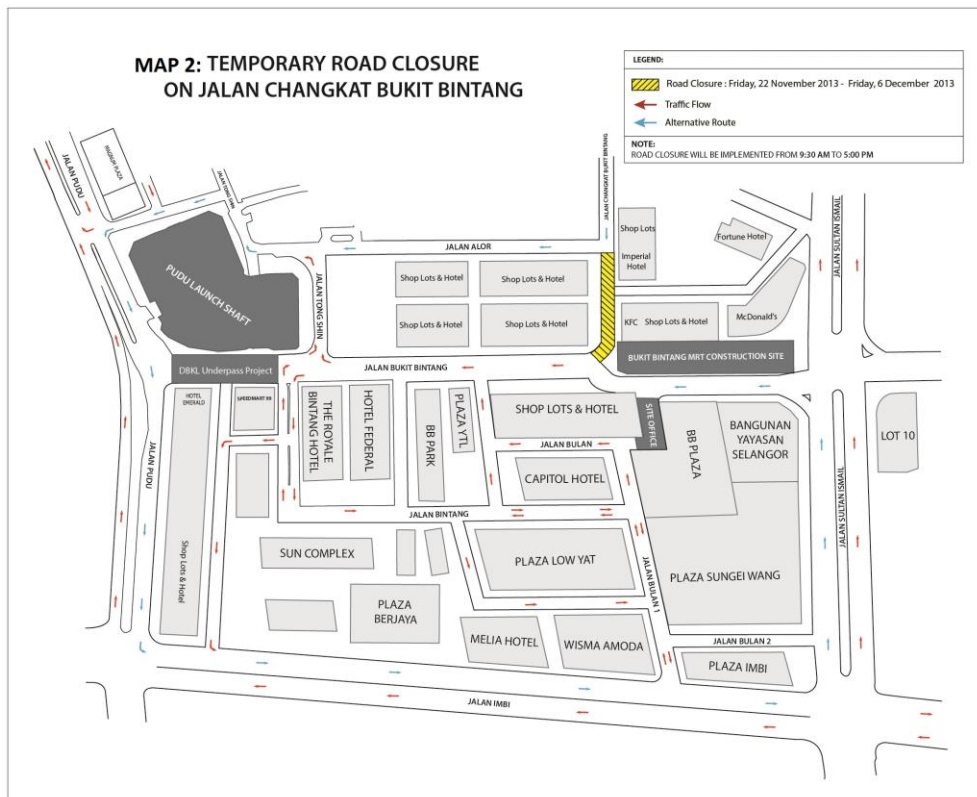 MAP 2: TEMPORARY ROAD CLOSURE
ON JALAN CHANGKAT BUKIT BINTANG
LEGEND:
Road Closure : Friday, 22 November 2013 - Friday, 6 December 2013
Traffic Flow
Alternative Route
NOTE:
ROAD CLOSURE WILL BE IMPLEMENTED FROM 9:30 AM TO 5:00 PM
JALAN PUDU
MAGNUM PLAZA
JALAN TONG SHIN
JALAN CHANGKAT BUKIT BINTANG
Shop Lots
Imperial
Hotel
Fortune Hotel
JALAN SULTAN ISMAIL
JALAN ALOR
PUDU LAUNCH SHAFT
JALAN TONG SHIN
Shop Lots & Hotel
Shop Lots & Hotel
Shop Lots & Hotel
Shop Lots & Hotel
KFC Shop Lots & Hotel
McDonald's
BUKIT BINTANG MRT CONSTRUCTION SITE
DBKL Underpass Project
JALAN BUKIT BINTANG
HOTEL
EMERALD
THE ROYALE
BINTANG HOTEL
HOTEL FEDERAL
BB PARK
PLAZA YTL
SHOP LOTS & HOTEL
SITE OFFICE
BB PLAZA
BANGUNAN
YAYASAN
SELANGOR
LOT 10
JALAN BULAN
CAPITOL HOTEL
JALAN PUDU
JALAN BINTANG
JALAN SULTAN ISMAIL
Shop Lots & Hotel
SUN COMPLEX
PLAZA LOW YAT
JALAN BULAN 1
PLAZA SUNGEI WANG
PLAZA
BERJAYA
MELIA HOTEL
WISMA AMODA
JALAN BULAN 2
PLAZA IMBI
JALAN IMBI